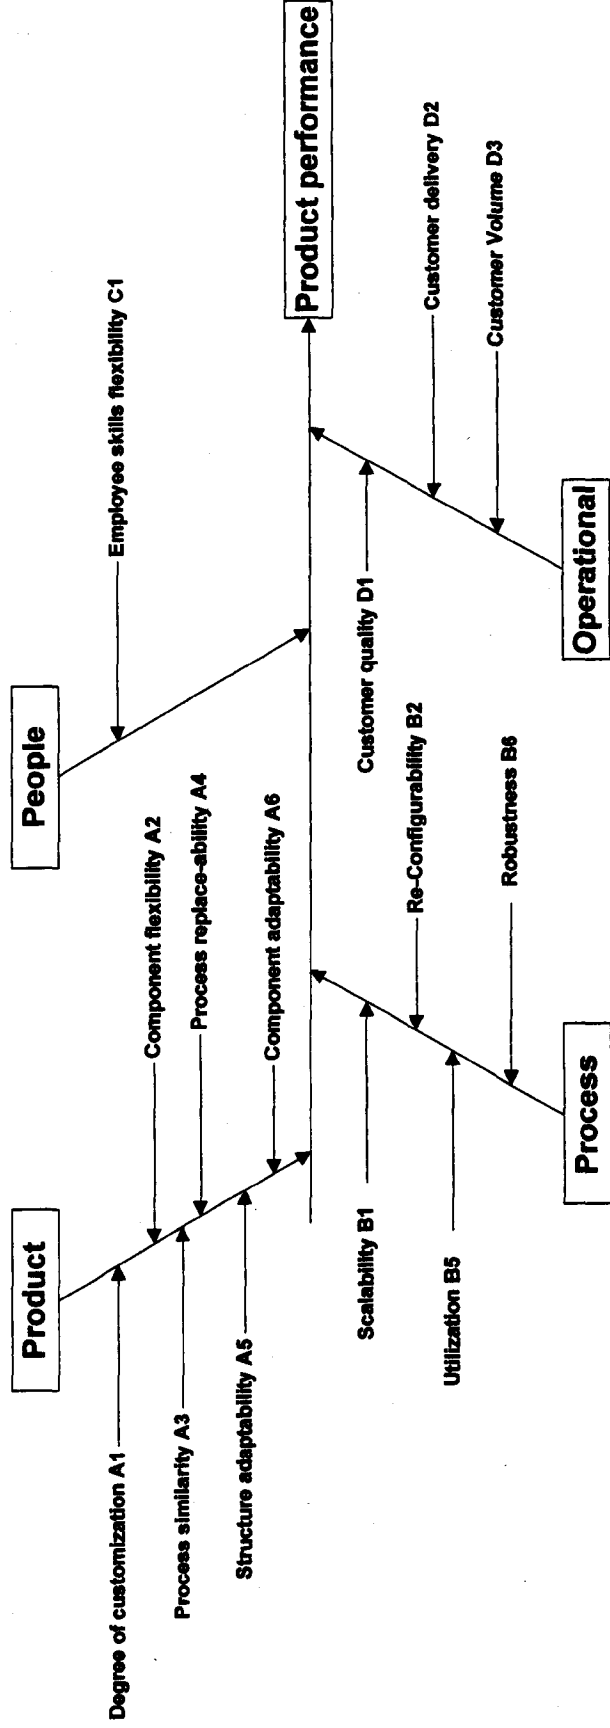 Product
People
Degree of customization A1
Component flexibility A2
Process similarity A3
Process replace-ability A4
Structure adaptability A5
Component adaptability A6
Employee skills flexibility C1
Product performance
Scalability B1
Re-Configurability B2
Utilization B5
Robustness B6
Customer quality D1
Customer delivery D2
Customer Volume D3
Process
Operational